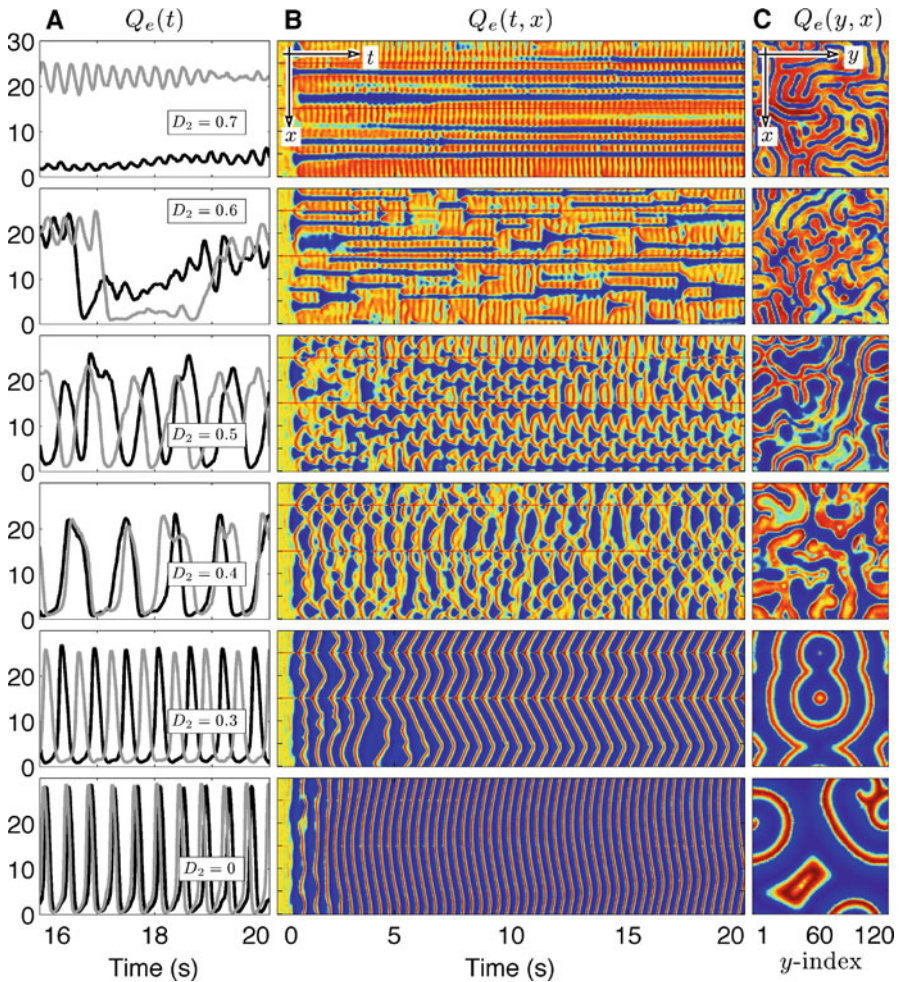 A Qₑ(t) B Qₑ(t, x) C Qₑ(y, x)
30
20
10
0
D₂ = 0.7
t
x
y
x
20
10
0
D₂ = 0.6
20
10
0
D₂ = 0.5
20
10
0
D₂ = 0.4
20
10
0
D₂ = 0.3
20
10
0
D₂ = 0
16 18 20 0 5 10 15 20 1 60 120
Time (s) Time (s) y-index